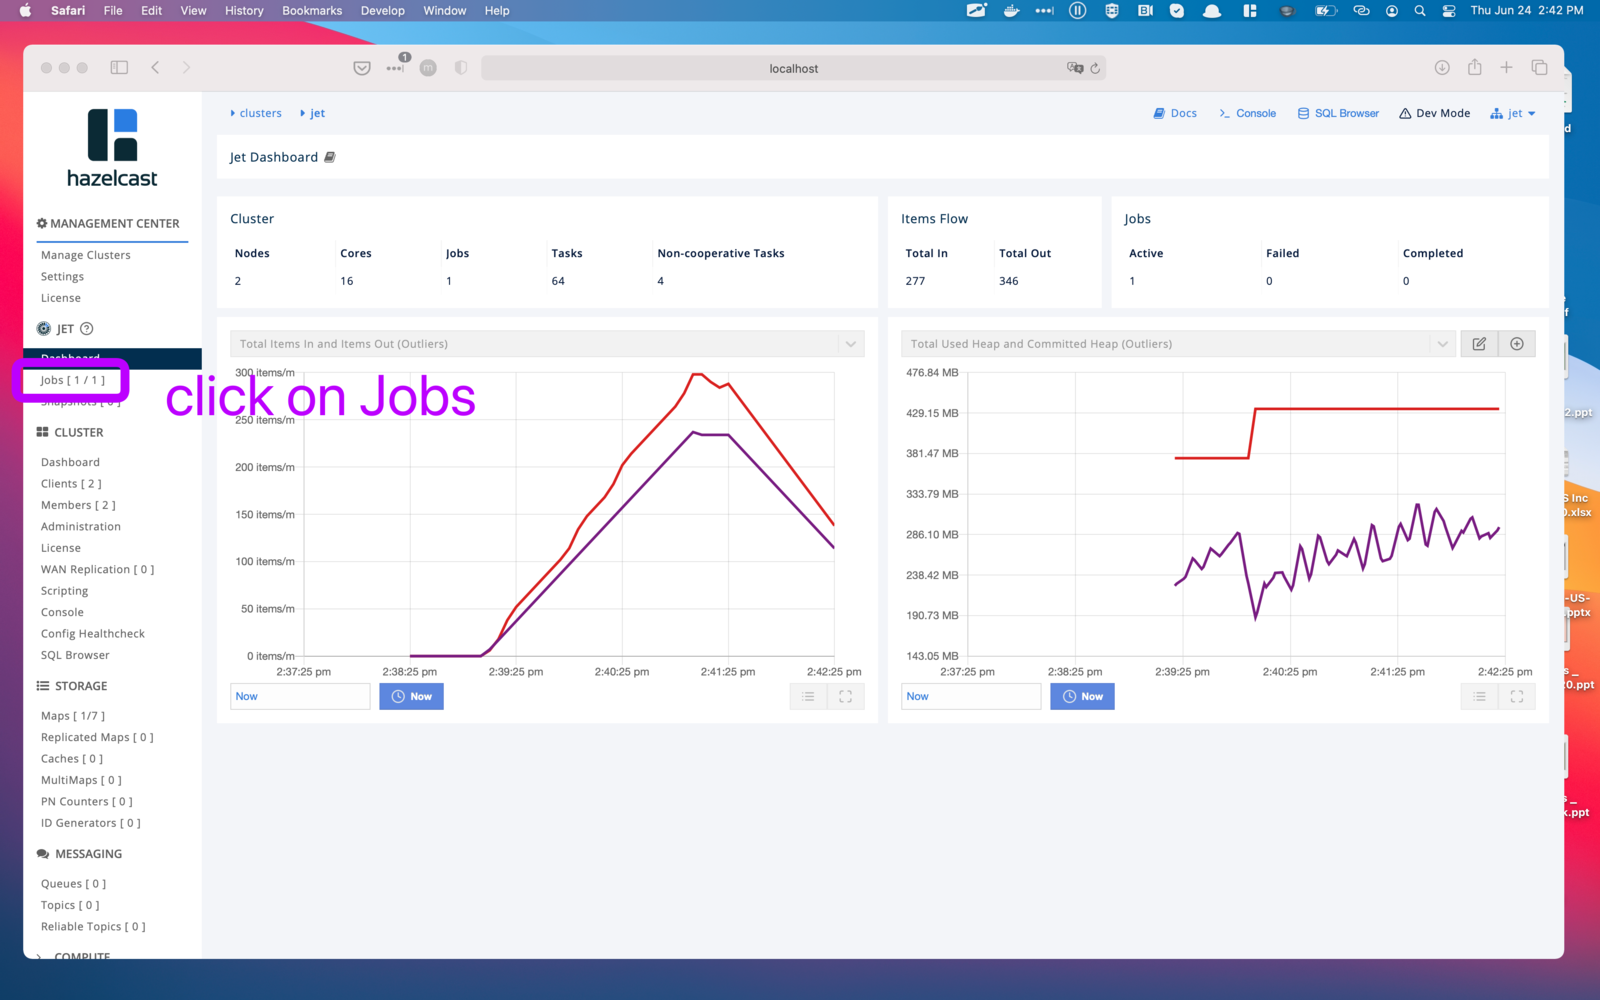 Safari File Edit View History Bookmarks Develop Window Help Thu Jun 24 2:42 PM
1
localhost
hazelcast
clusters jet Docs >_ Console SQL Browser Dev Mode jet
Jet Dashboard
MANAGEMENT CENTER
Manage Clusters
Settings
License
JET ?
Dashboard
Jobs [ 1 / 1 ]
Snapshots [ 0 ]
click on Jobs
CLUSTER
Dashboard
Clients [ 2 ]
Members [ 2 ]
Administration
License
WAN Replication [ 0 ]
Scripting
Console
Config Healthcheck
SQL Browser
STORAGE
Maps [ 1/7 ]
Replicated Maps [ 0 ]
Caches [ 0 ]
MultiMaps [ 0 ]
PN Counters [ 0 ]
ID Generators [ 0 ]
MESSAGING
Queues [ 0 ]
Topics [ 0 ]
Reliable Topics [ 0 ]
COMPUTE
Cluster
Nodes Cores Jobs Tasks Non-cooperative Tasks
2 16 1 64 4
Items Flow
Total In Total Out
277 346
Jobs
Active Failed Completed
1 0 0
Total Items In and Items Out (Outliers)
300 items/m
250 items/m
200 items/m
150 items/m
100 items/m
50 items/m
0 items/m
2:37:25 pm 2:38:25 pm 2:39:25 pm 2:40:25 pm 2:41:25 pm 2:42:25 pm
Now Now
Total Used Heap and Committed Heap (Outliers)
476.84 MB
429.15 MB
381.47 MB
333.79 MB
286.10 MB
238.42 MB
190.73 MB
143.05 MB
2:37:25 pm 2:38:25 pm 2:39:25 pm 2:40:25 pm 2:41:25 pm 2:42:25 pm
Now Now
d
f
2.ppt
S Inc
0.xlsx
-US-
.pptx
s _
20.ppt
s _
k.ppt